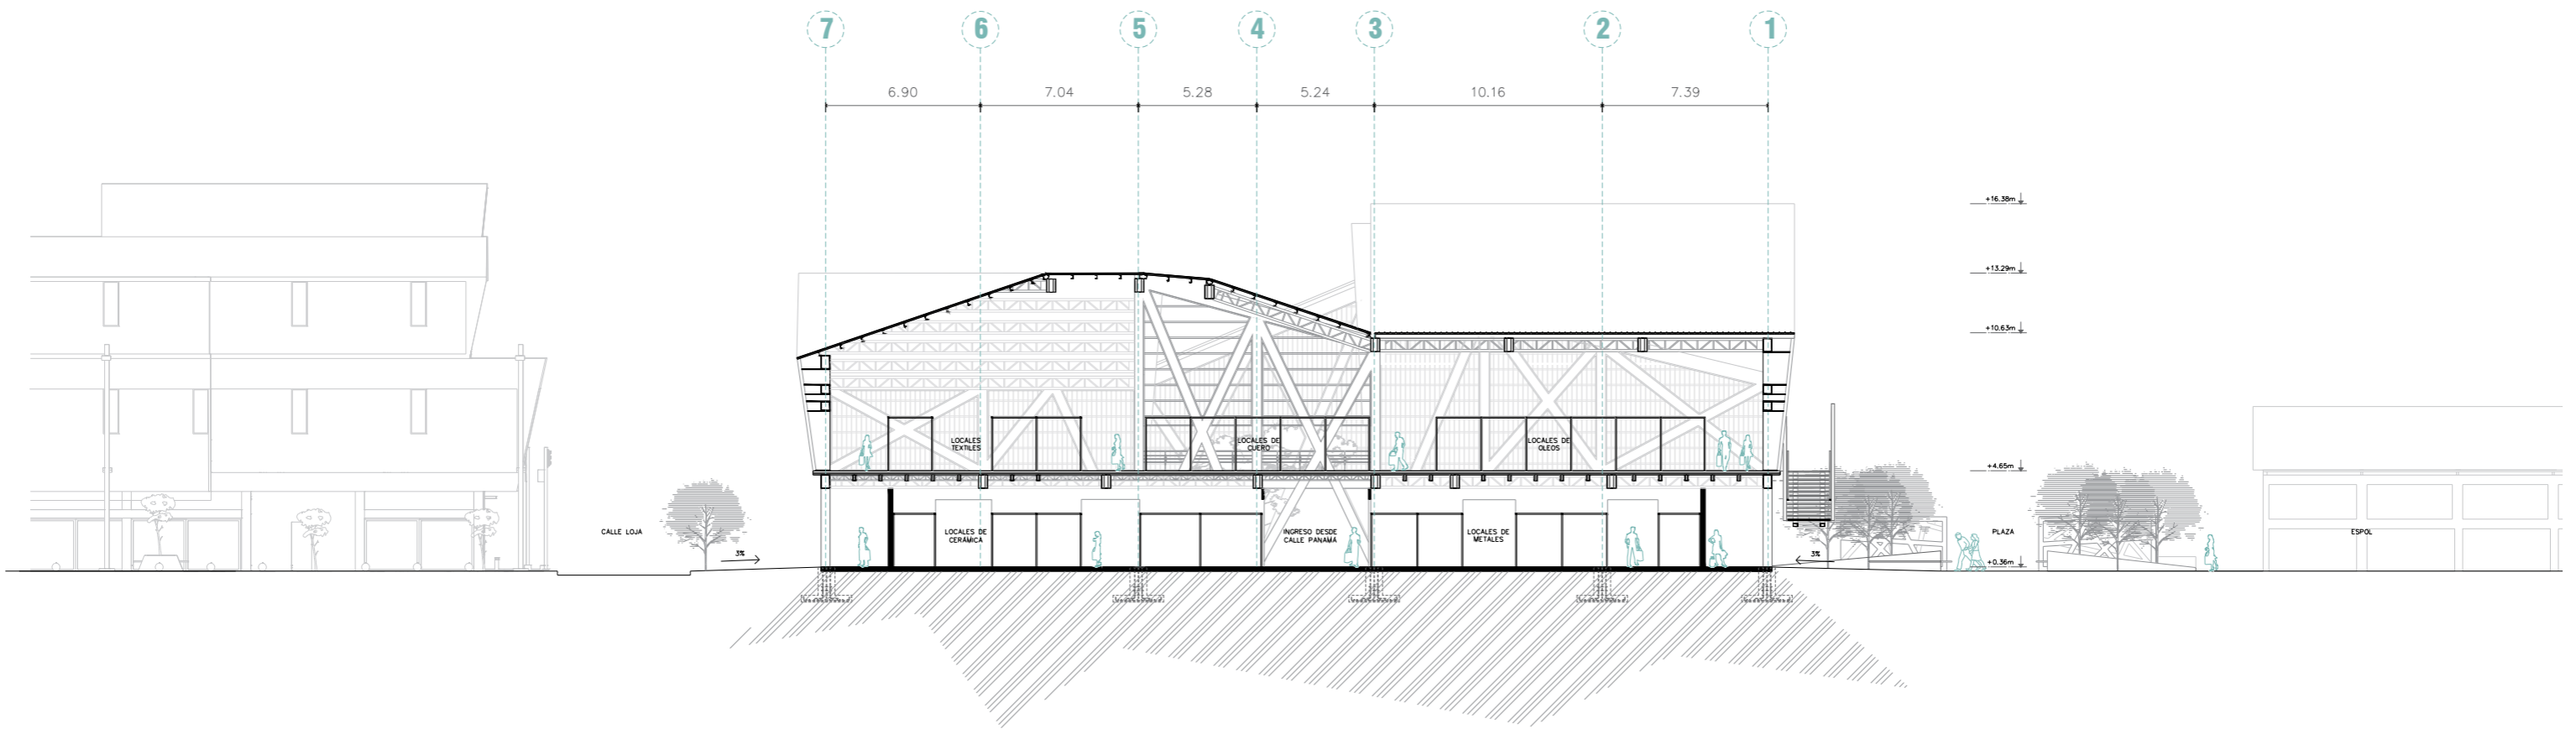 7 6 5 4 3 2 1
6.90 7.04 5.28 5.24 10.16 7.39
+16.38m
+13.29m
+10.63m
LOCALES
TEXTILES
LOCALES DE
CUERO
LOCALES DE
OLEOS
+4.65m
CALLE LOJA
LOCALES DE
CERÁMICA
INGRESO DESDE
CALLE PANAMÁ
LOCALES DE
METALES
PLAZA
ESPOL
3%
3%
+0.36m